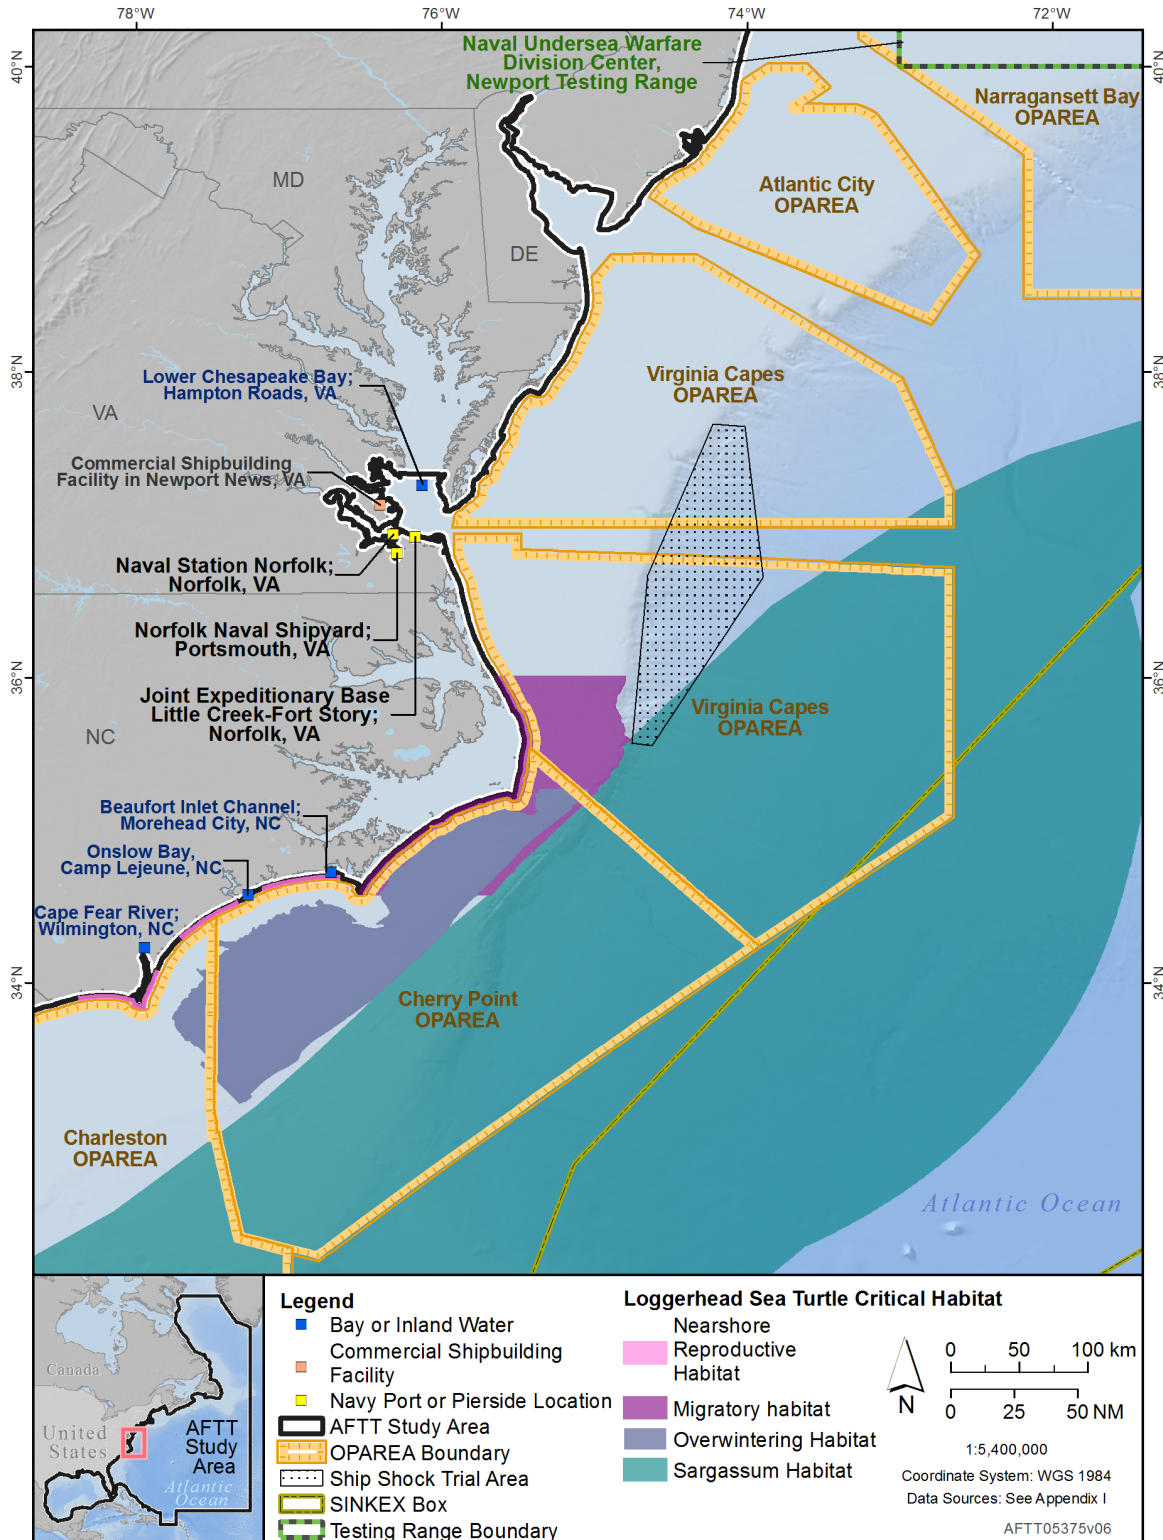 78°W
76°W
74°W
72°W
40°N
40°N
38°N
38°N
36°N
36°N
34°N
34°N
Naval Undersea Warfare
Division Center,
Newport Testing Range
Narragansett Bay
OPAREA
MD
Atlantic City
OPAREA
DE
Lower Chesapeake Bay;
Hampton Roads, VA
Virginia Capes
OPAREA
VA
Commercial Shipbuilding
Facility in Newport News, VA
Naval Station Norfolk;
Norfolk, VA
Norfolk Naval Shipyard;
Portsmouth, VA
Joint Expeditionary Base
Little Creek-Fort Story;
Norfolk, VA
Virginia Capes
OPAREA
NC
Beaufort Inlet Channel;
Morehead City, NC
Onslow Bay,
Camp Lejeune, NC
Cape Fear River;
Wilmington, NC
Cherry Point
OPAREA
Charleston
OPAREA
Atlantic Ocean
Canada
United
States
AFTT
Study
Area
Atlantic
Ocean
Legend
Bay or Inland Water
Commercial Shipbuilding
Facility
Navy Port or Pierside Location
AFTT Study Area
OPAREA Boundary
Ship Shock Trial Area
SINKEX Box
Testing Range Boundary
Loggerhead Sea Turtle Critical Habitat
Nearshore
Reproductive
Habitat
Migratory habitat
Overwintering Habitat
Sargassum Habitat
N
0 50 100 km
0 25 50 NM
1:5,400,000
Coordinate System: WGS 1984
Data Sources: See Appendix I
AFTT05375v06